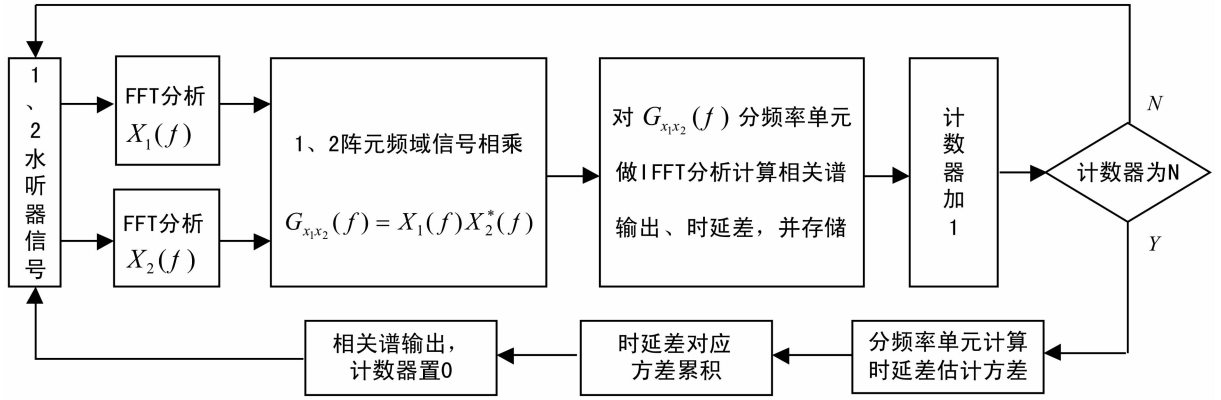 1、2水听器信号
FFT分析
X₁(f)
FFT分析
X₂(f)
1、2阵元频域信号相乘
G_{x₁x₂}(f) = X₁(f)X₂*(f)
对 G_{x₁x₂}(f) 分频率单元
做IFFT分析计算相关谱
输出、时延差，并存储
计数器加1
计数器为N
N
Y
分频率单元计算
时延差估计方差
时延差对应
方差累积
相关谱输出，
计数器置0